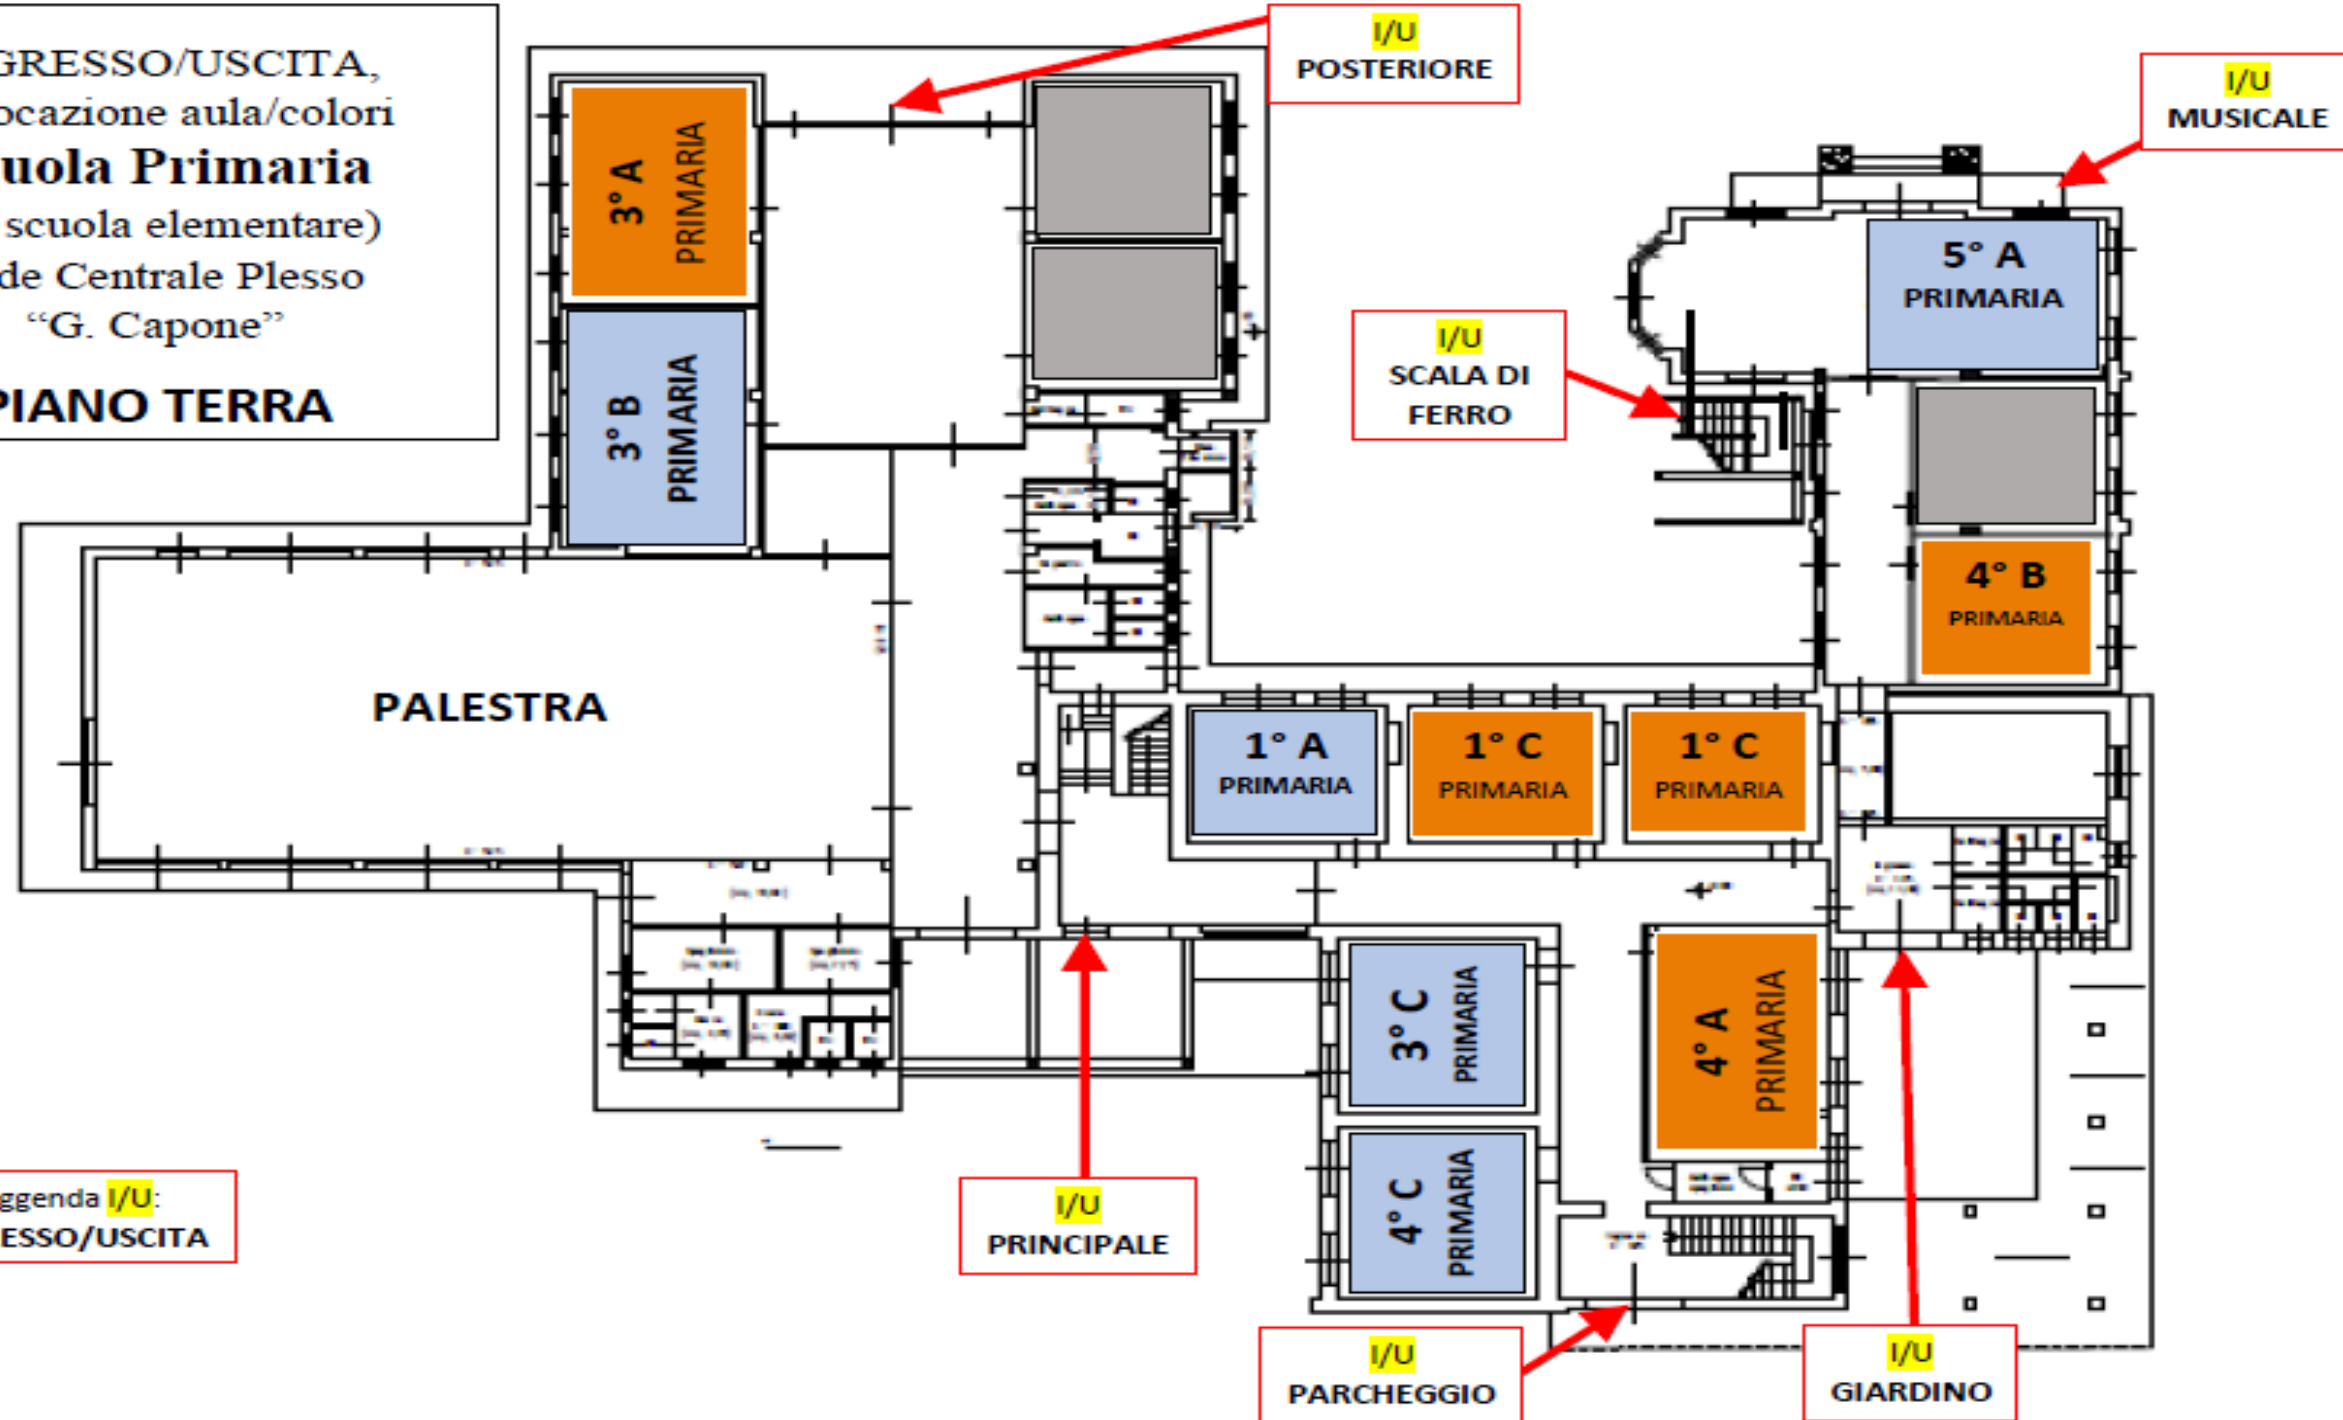 GRESSO/USCITA,
ocazione aula/colori
uola Primaria
scuola elementare)
de Centrale Plesso
“G. Capone”
PIANO TERRA
I/U
POSTERIORE
I/U
MUSICALE
3° A
PRIMARIA
5° A
PRIMARIA
I/U
SCALA DI
FERRO
3° B
PRIMARIA
4° B
PRIMARIA
PALESTRA
1° A
PRIMARIA
1° C
PRIMARIA
1° C
PRIMARIA
3° C
PRIMARIA
4° A
PRIMARIA
4° C
PRIMARIA
ggenda I/U:
ESSO/USCITA
I/U
PRINCIPALE
I/U
PARCHEGGIO
I/U
GIARDINO